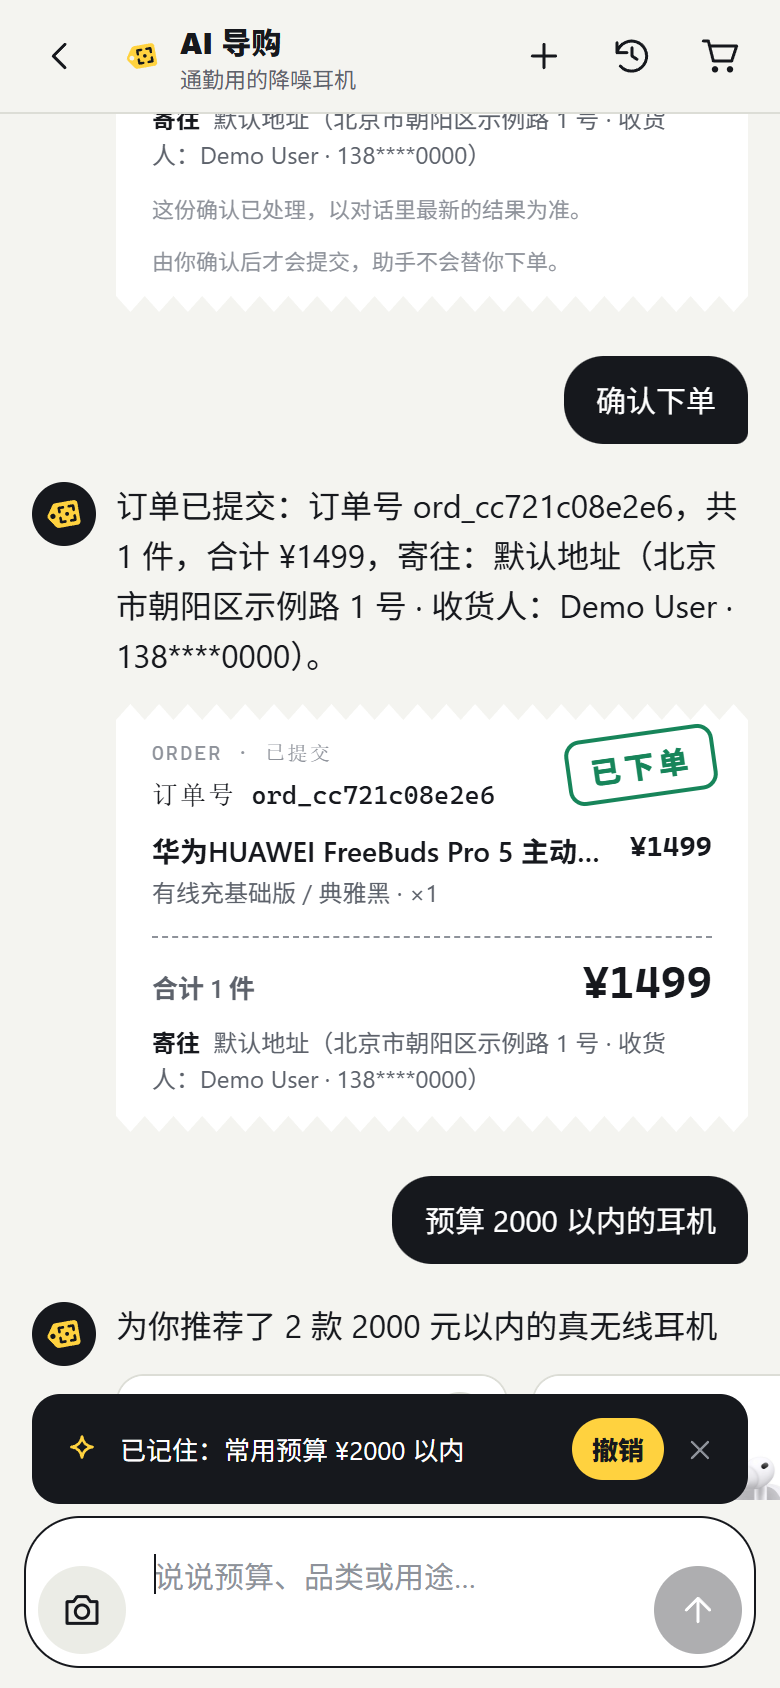 AI 导购
通勤用的降噪耳机
寄往 默认地址（北京市朝阳区示例路 1 号 · 收货
人：Demo User · 138****0000）
这份确认已处理，以对话里最新的结果为准。
由你确认后才会提交，助手不会替你下单。
确认下单
订单已提交：订单号 ord_cc721c08e2e6，共
1 件，合计 ¥1499，寄往：默认地址（北京
市朝阳区示例路 1 号 · 收货人：Demo User ·
138****0000）。
ORDER · 已提交
已下单
订单号 ord_cc721c08e2e6
华为HUAWEI FreeBuds Pro 5 主动... ¥1499
有线充基础版 / 典雅黑 · ×1
合计 1 件 ¥1499
寄往 默认地址（北京市朝阳区示例路 1 号 · 收货
人：Demo User · 138****0000）
预算 2000 以内的耳机
为你推荐了 2 款 2000 元以内的真无线耳机
已记住：常用预算 ¥2000 以内 撤销
说说预算、品类或用途...